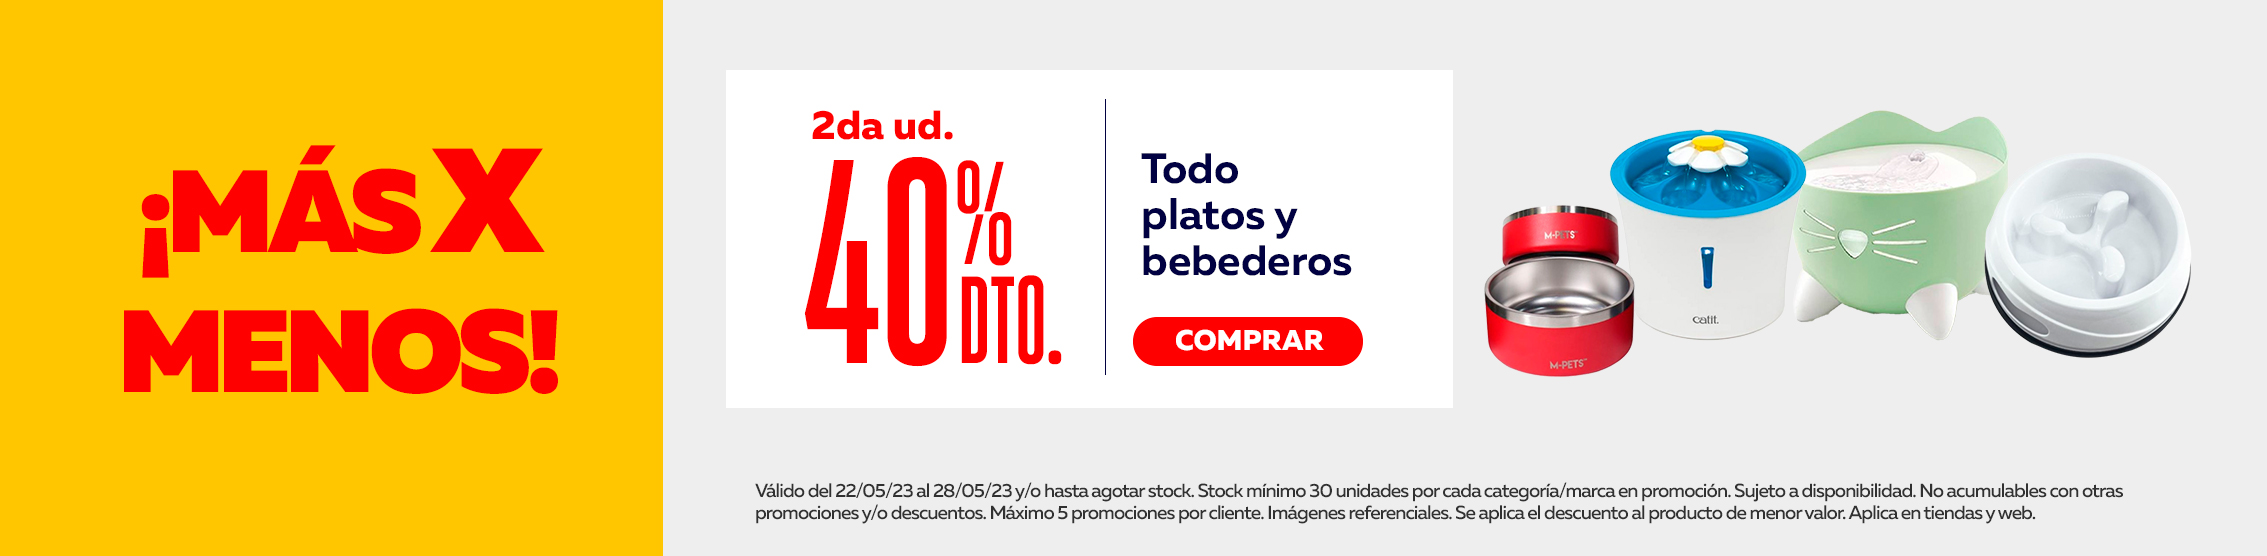 ¡MÁS X
MENOS!
2da ud.
40%
% DTO.
Todo
platos y
bebederos
COMPRAR
M-PETS™
M-PETS™
catit.
Válido del 22/05/23 al 28/05/23 y/o hasta agotar stock. Stock mínimo 30 unidades por cada categoría/marca en promoción. Sujeto a disponibilidad. No acumulables con otras
promociones y/o descuentos. Máximo 5 promociones por cliente. Imágenes referenciales. Se aplica el descuento al producto de menor valor. Aplica en tiendas y web.